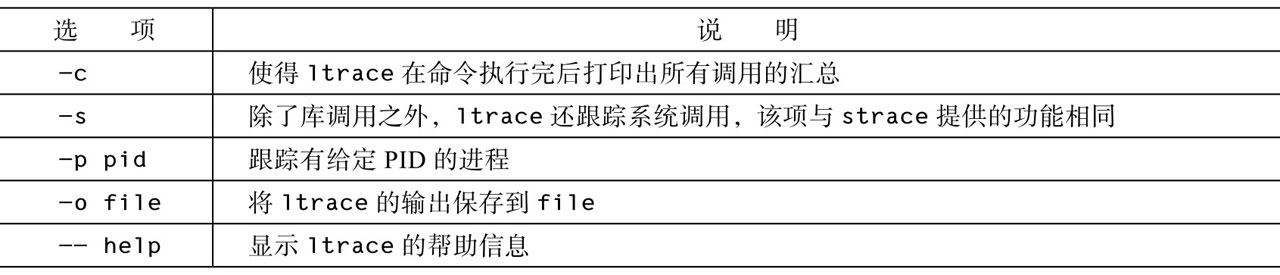 选 项 说 明
-c 使得 ltrace 在命令执行完后打印出所有调用的汇总
-s 除了库调用之外，ltrace 还跟踪系统调用，该项与 strace 提供的功能相同
-p pid 跟踪有给定 PID 的进程
-o file 将 ltrace 的输出保存到 file
-- help 显示 ltrace 的帮助信息